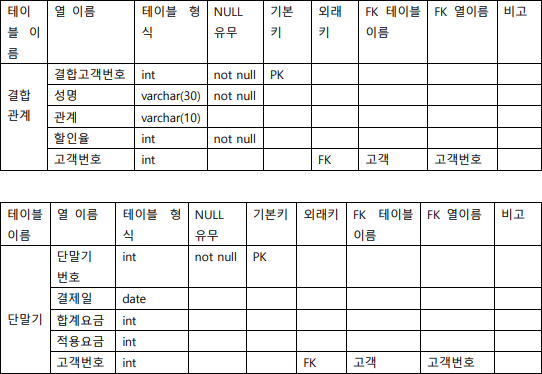 테이블 이름 열 이름 테이블 형식 NULL 유무 기본키 외래키 FK 테이블 이름 FK 열이름 비고
결합관계 결합고객번호 int not null PK
성명 varchar(30) not null
관계 varchar(10)
할인율 int not null
고객번호 int FK 고객 고객번호
테이블 이름 열 이름 테이블 형식 NULL 유무 기본키 외래키 FK 테이블 이름 FK 열이름 비고
단말기 단말기 번호 int not null PK
결제일 date
합계요금 int
적용요금 int
고객번호 int FK 고객 고객번호